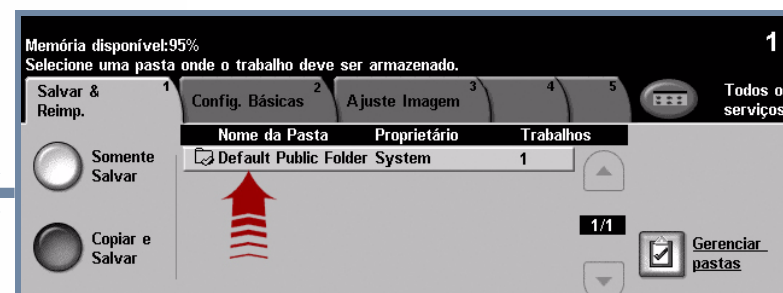 Memória disponível:95%
1
Selecione uma pasta onde o trabalho deve ser armazenado.
Salvar & Reimp.
1
Config. Básicas
2
Ajuste Imagem
3
4
5
Todos o
serviços
Nome da Pasta Proprietário Trabalhos
Default Public Folder System 1
Somente
Salvar
1/1
Copiar e
Salvar
Gerenciar
pastas